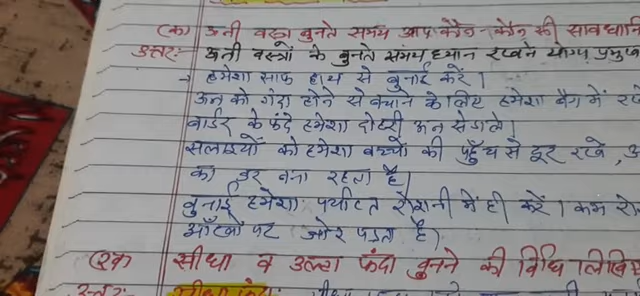 (क) ऊनी वस्त्र बुनते समय आप कौन-कौन सी सावधानि
उत्तर:- ऊनी वस्त्रों के बुनते समय ध्यान रखने योग्य प्रमुख
→ हमेशा साफ हाथ से बुनाई करें।
ऊन को गंदा होने से बचाने के लिए हमेशा बैग में रखे
बार्डर के फंदे हमेशा दोहरी ऊन से डाले।
सलाइयों को हमेशा बच्चों की पहुँच से दूर रखे,
का डर बना रहता है।
बुनाई हमेशा पर्याप्त रोशनी में ही करें। कम रो
आँखों पर जोर पड़ता है।
सीधा व उल्टा फंदा बुनने की विधि लिखि
उत्तर: